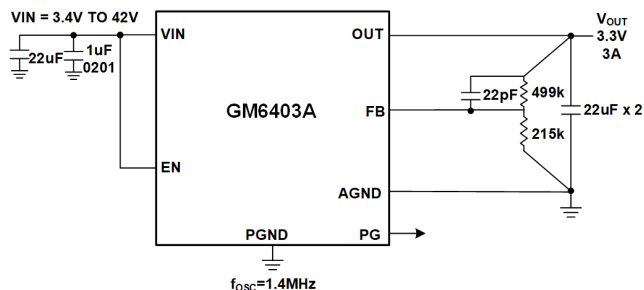 VIN = 3.4V TO 42V
22uF
1uF
0201
VIN
EN
GM6403A
PGND
fOSC=1.4MHz
OUT
FB
AGND
PG
22pF
499k
215k
22uF x 2
VOUT
3.3V
3A